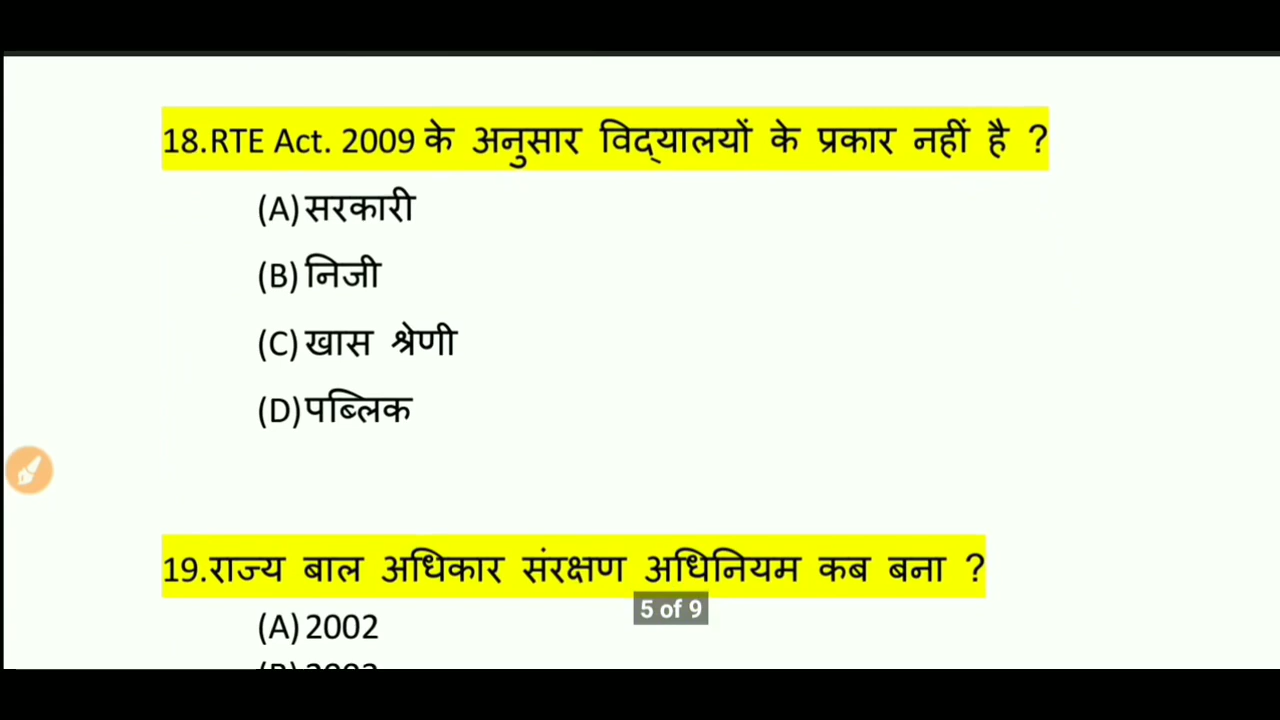 18.RTE Act. 2009 के अनुसार विद्यालयों के प्रकार नहीं है ?
(A) सरकारी
(B) निजी
(C) खास श्रेणी
(D) पब्लिक
19.राज्य बाल अधिकार संरक्षण अधिनियम कब बना ?
5 of 9
(A) 2002